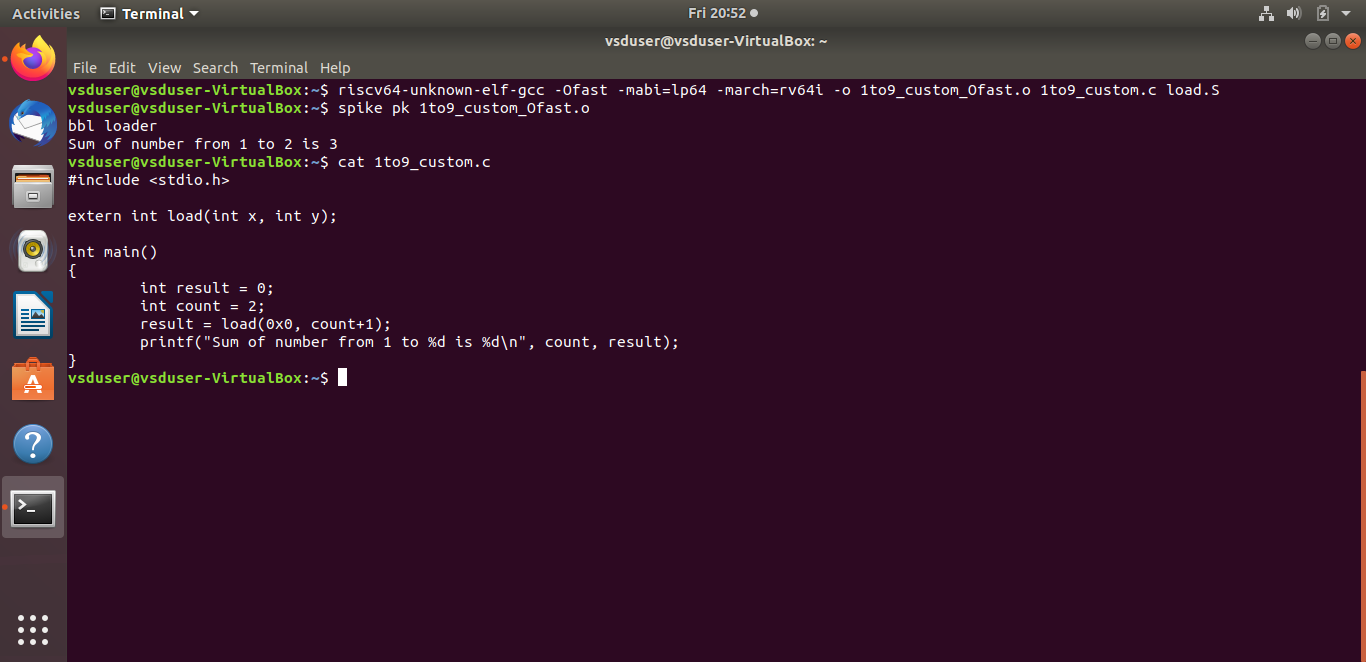 Activities Terminal Fri 20:52
vsduser@vsduser-VirtualBox: ~
File Edit View Search Terminal Help
vsduser@vsduser-VirtualBox:~$ riscv64-unknown-elf-gcc -Ofast -mabi=lp64 -march=rv64i -o 1to9_custom_Ofast.o 1to9_custom.c load.S
vsduser@vsduser-VirtualBox:~$ spike pk 1to9_custom_Ofast.o
bbl loader
Sum of number from 1 to 2 is 3
vsduser@vsduser-VirtualBox:~$ cat 1to9_custom.c
#include <stdio.h>

extern int load(int x, int y);

int main()
{
        int result = 0;
        int count = 2;
        result = load(0x0, count+1);
        printf("Sum of number from 1 to %d is %d\n", count, result);
}
vsduser@vsduser-VirtualBox:~$